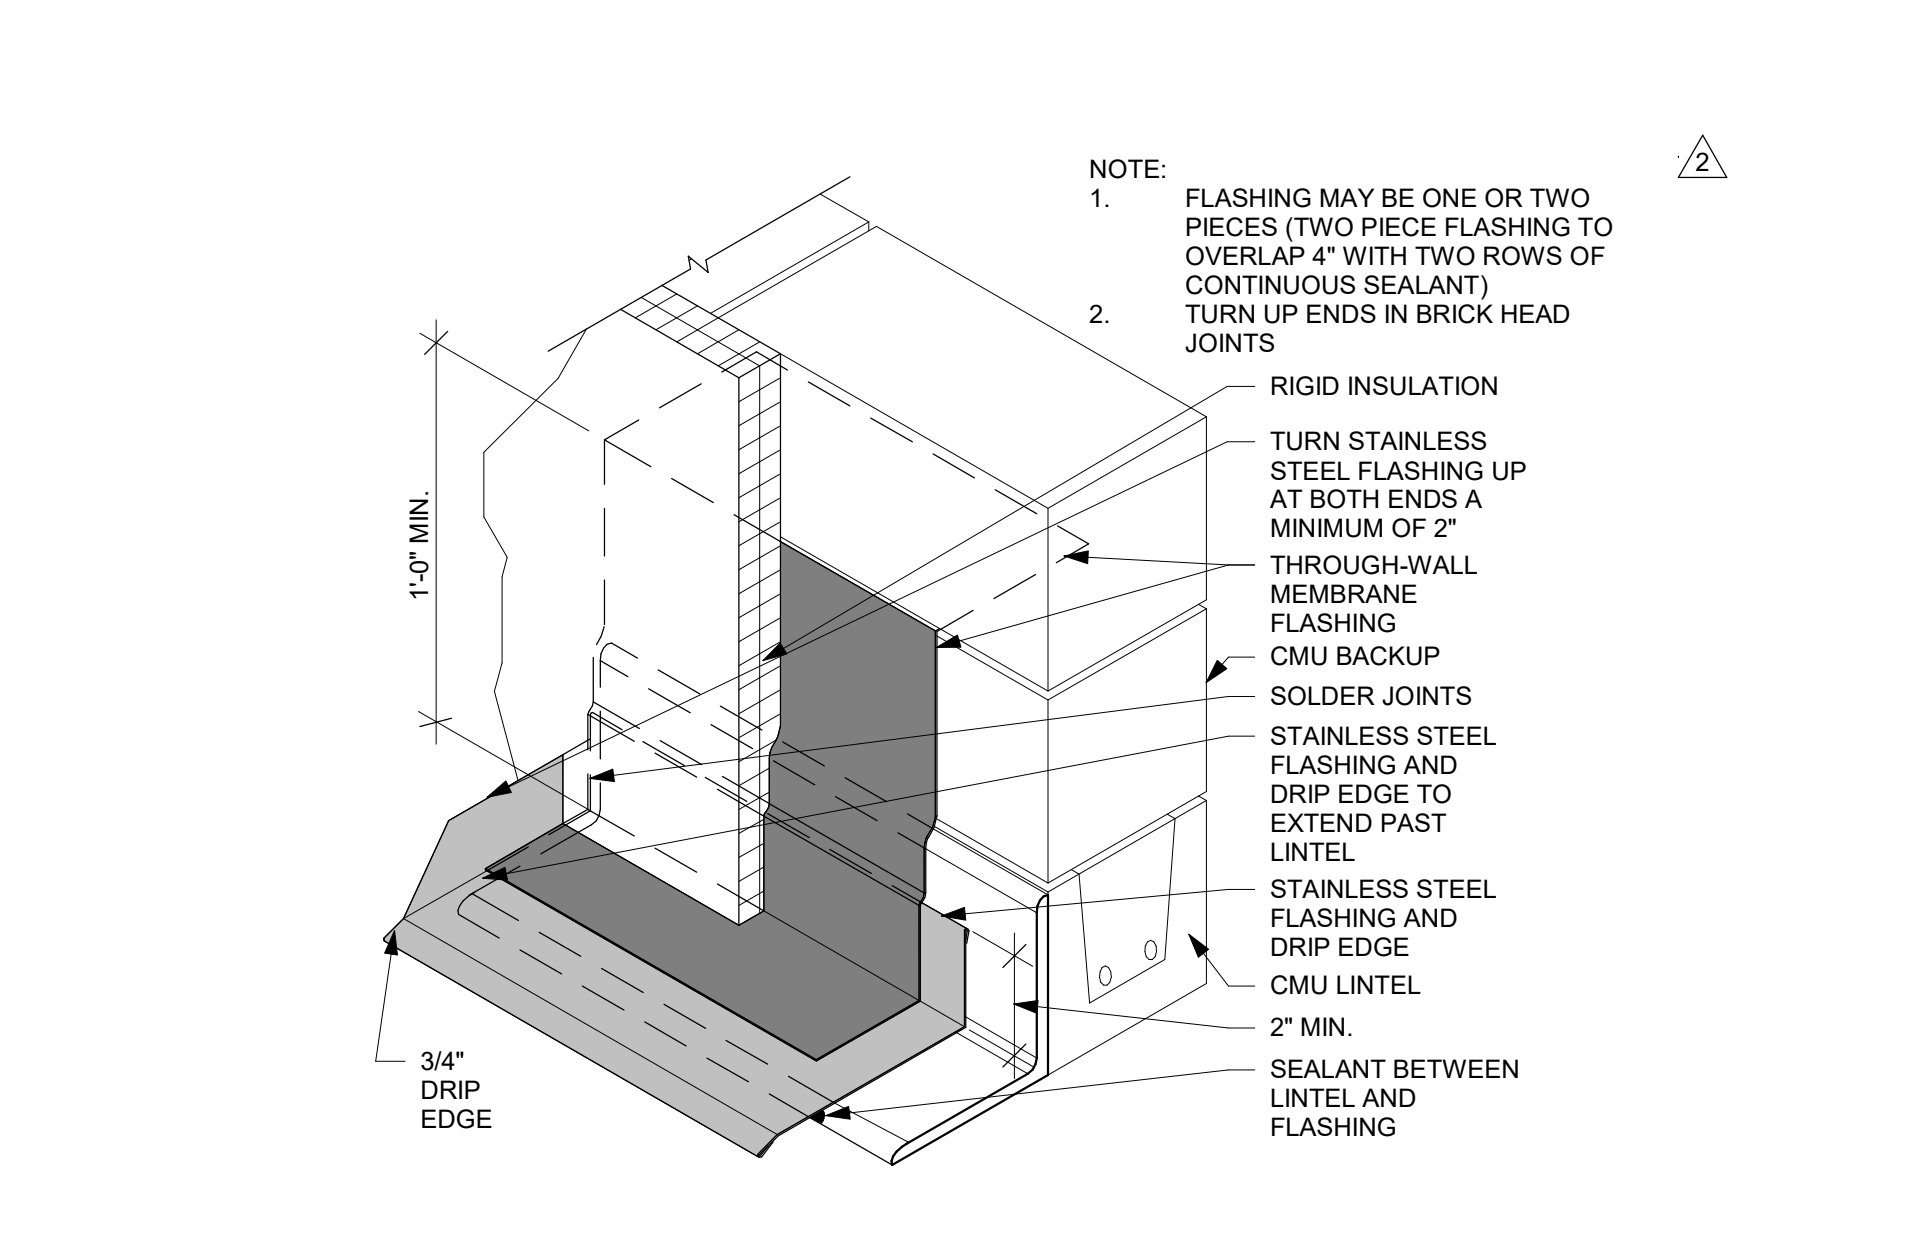 2
NOTE:
1. FLASHING MAY BE ONE OR TWO
PIECES (TWO PIECE FLASHING TO
OVERLAP 4" WITH TWO ROWS OF
CONTINUOUS SEALANT)
2. TURN UP ENDS IN BRICK HEAD
JOINTS
RIGID INSULATION
TURN STAINLESS
STEEL FLASHING UP
AT BOTH ENDS A
MINIMUM OF 2"
THROUGH-WALL
MEMBRANE
FLASHING
CMU BACKUP
SOLDER JOINTS
STAINLESS STEEL
FLASHING AND
DRIP EDGE TO
EXTEND PAST
LINTEL
STAINLESS STEEL
FLASHING AND
DRIP EDGE
CMU LINTEL
2" MIN.
SEALANT BETWEEN
LINTEL AND
FLASHING
1'-0" MIN.
3/4"
DRIP
EDGE